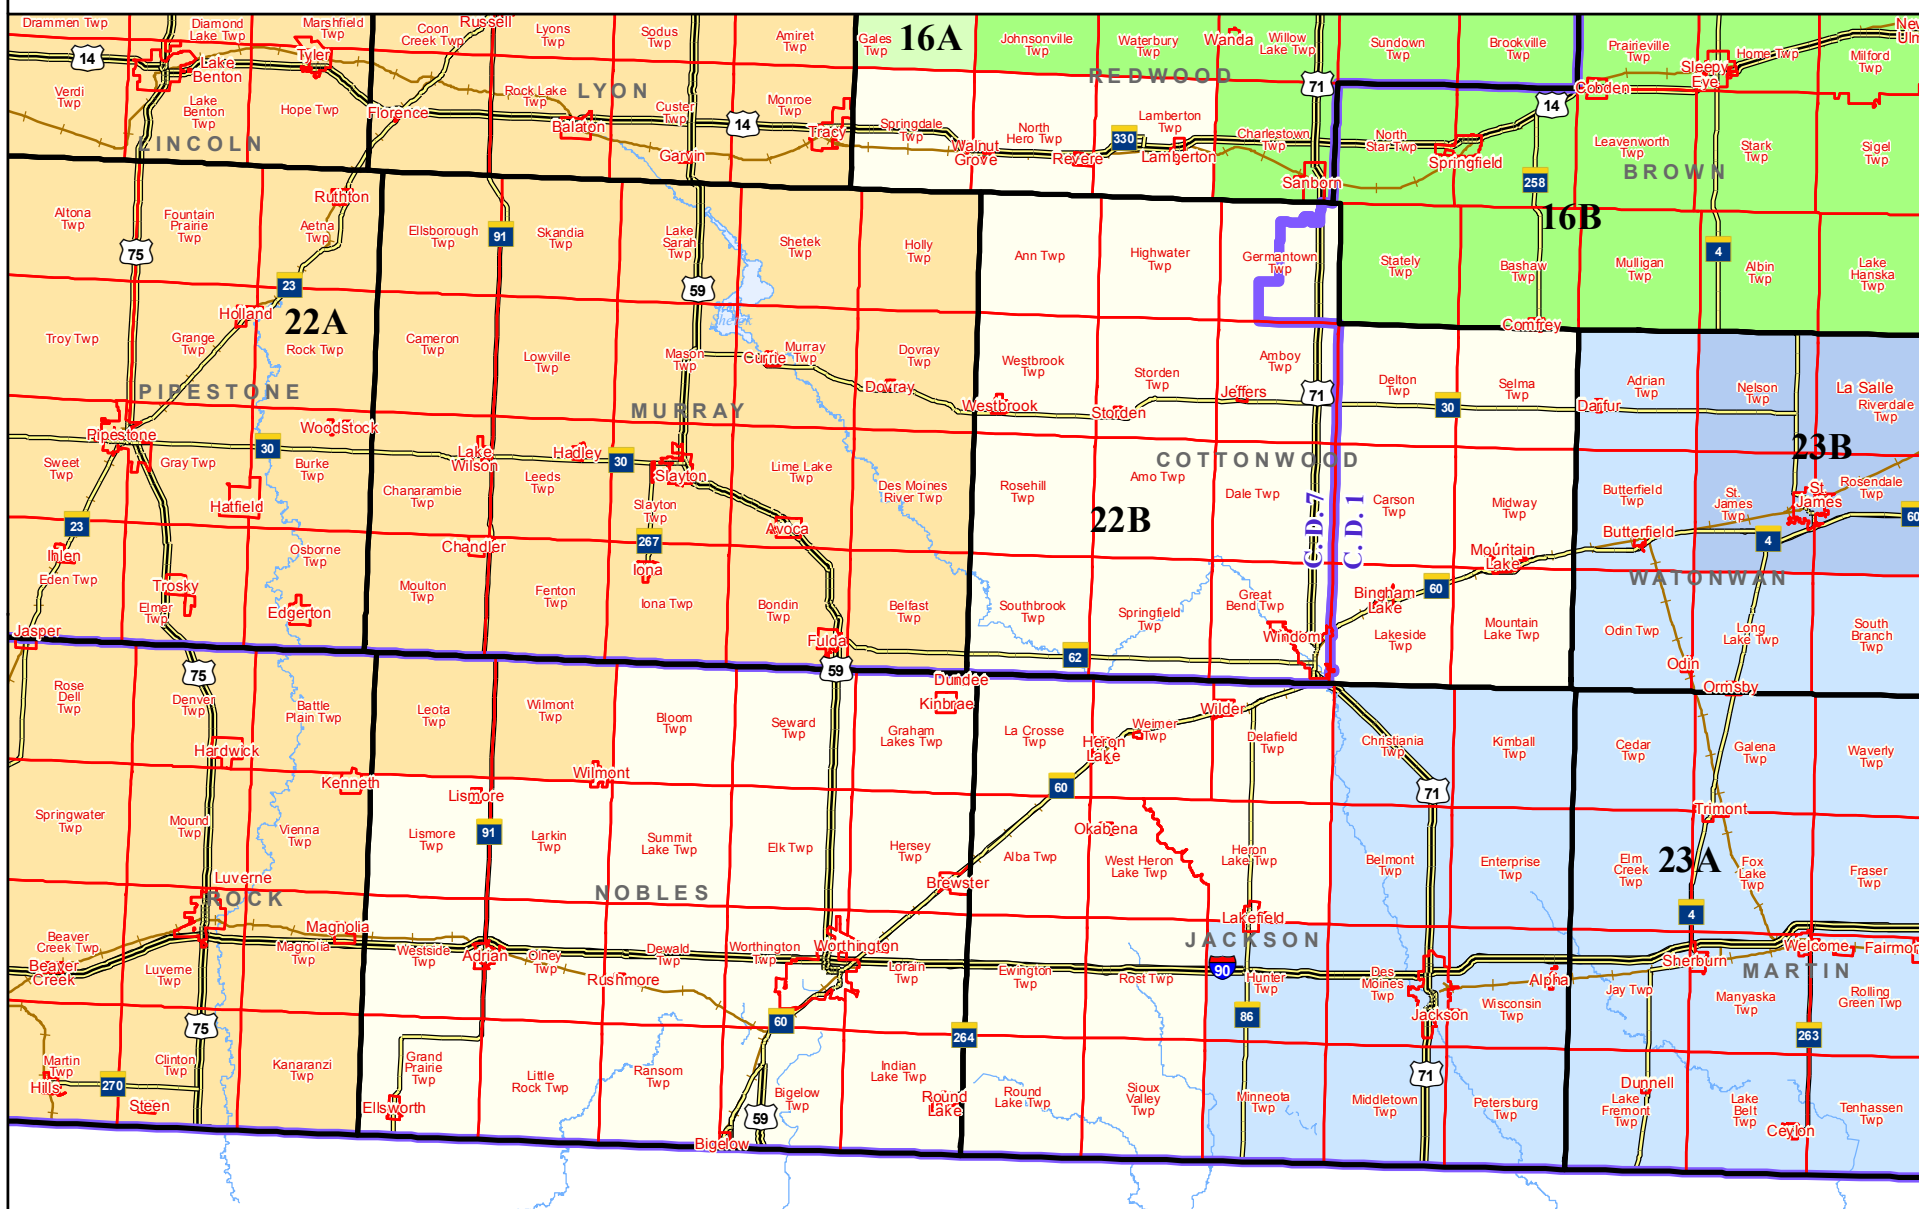 Drammen Twp
Diamond
Lake Twp
Marshfield
Twp
Coon
Creek Twp
Russell
Lyons
Twp
Sodus
Twp
Amiret
Twp
Gales
Twp
16A
Johnsonville
Twp
Waterbury
Twp
Wanda
Willow
Lake Twp
Sundown
Twp
Brookville
Twp
Prairieville
Twp
Home Twp
New
Ulm
Milford
Twp
14
Lake
Benton
Tyler
REDWOOD
71
Sleepy
Eye
Cobden
Verdi
Twp
Lake
Benton
Twp
Hope Twp
Florence
Rock Lake
Twp
LYON
Balaton
Custer
Twp
14
Monroe
Twp
Tracy
Springdale
Twp
Walnut
Grove
North
Hero Twp
Revere
330
Lamberton
Twp
Lamberton
Charlestown
Twp
North
Star Twp
14
Springfield
Leavenworth
Twp
Stark
Twp
Sigel
Twp
LINCOLN
Garvin
Sanborn
258
BROWN
Ruthton
Altona
Twp
Fountain
Prairie
Twp
Aetna
Twp
Ellsborough
Twp
91
Skandia
Twp
Lake
Sarah
Twp
Shetek
Twp
Holly
Twp
Ann Twp
Highwater
Twp
Germantown
Twp
Stately
Twp
16B
Bashaw
Twp
Mulligan
Twp
4
Albin
Twp
Lake
Hanska
Twp
75
23
59
Holland
22A
Comfrey
Troy Twp
Grange
Twp
Rock Twp
Cameron
Twp
Lowville
Twp
Mason
Twp
Currie
Murray
Twp
Dovray
Twp
Dovray
Westbrook
Twp
Storden
Twp
Amboy
Twp
Jeffers
71
Delton
Twp
30
Selma
Twp
Darfur
Adrian
Twp
Nelson
Twp
La Salle
Riverdale
Twp
PIPESTONE
MURRAY
Westbrook
Storden
Pipestone
Woodstock
Sweet
Twp
Gray Twp
30
Burke
Twp
Lake
Wilson
Hadley
30
Slayton
Lime Lake
Twp
COTTONWOOD
23B
Hatfield
Chanarambie
Twp
Leeds
Twp
Slayton
Twp
Des Moines
River Twp
Rosehill
Twp
Amo Twp
Dale Twp
Carson
Twp
Midway
Twp
Butterfield
Twp
St.
James
Twp
St.
James
Rosendale
Twp
60
23
Avoca
22B
C.D. 7
C.D. 1
Ihlen
Osborne
Twp
Chandler
267
Iona
Mountain
Lake
Butterfield
4
Eden Twp
Trosky
Elmer
Twp
Edgerton
Moulton
Twp
Fenton
Twp
Iona Twp
Bondin
Twp
Belfast
Twp
Southbrook
Twp
Springfield
Twp
Great
Bend Twp
Bingham
Lake
60
WATONWAN
Jasper
Fulda
Windom
Lakeside
Twp
Mountain
Lake Twp
Odin Twp
Long
Lake Twp
South
Branch
Twp
75
59
62
Odin
Ormsby
Rose
Dell
Twp
Denver
Twp
Battle
Plain Twp
Leota
Twp
Wilmont
Twp
Bloom
Twp
Seward
Twp
Dundee
Kinbrae
Graham
Lakes Twp
La Crosse
Twp
Heron
Lake
Weimer
Twp
Wilder
Delafield
Twp
Christiania
Twp
Kimball
Twp
Cedar
Twp
Galena
Twp
Waverly
Twp
Hardwick
Kenneth
Wilmont
Lismore
60
71
Trimont
Springwater
Twp
Mound
Twp
Vienna
Twp
Lismore
Twp
91
Larkin
Twp
Summit
Lake Twp
Elk Twp
Hersey
Twp
Alba Twp
Okabena
West Heron
Lake Twp
Heron
Lake Twp
Belmont
Twp
Enterprise
Twp
Elm
Creek
Twp
23A
Fox
Lake
Twp
Fraser
Twp
Luverne
ROCK
NOBLES
Brewster
Lakefield
4
Beaver
Creek Twp
Magnolia
Magnolia
Twp
Westside
Twp
Adrian
Olney
Twp
Dewald
Twp
Worthington
Twp
Worthington
JACKSON
Welcome
Fairmon
Beaver
Creek
Luverne
Twp
Rushmore
Lorain
Twp
Ewington
Twp
Rost Twp
90
Hunter
Twp
Des
Moines
Twp
Alpha
Sherburn
MARTIN
75
60
264
86
Jackson
Wisconsin
Twp
Jay Twp
Manyaska
Twp
263
Rolling
Green Twp
Martin
Twp
Hills
270
Clinton
Twp
Steen
Kanaranzi
Twp
Grand
Prairie
Twp
Ellsworth
Little
Rock Twp
Ransom
Twp
Bigelow
Twp
59
Bigelow
Indian
Lake Twp
Round
Lake
Round
Lake Twp
Sioux
Valley
Twp
Minneota
Twp
Middletown
Twp
71
Petersburg
Twp
Dunnell
Lake
Fremont
Twp
Lake
Belt
Twp
Ceylon
Tenhassen
Twp